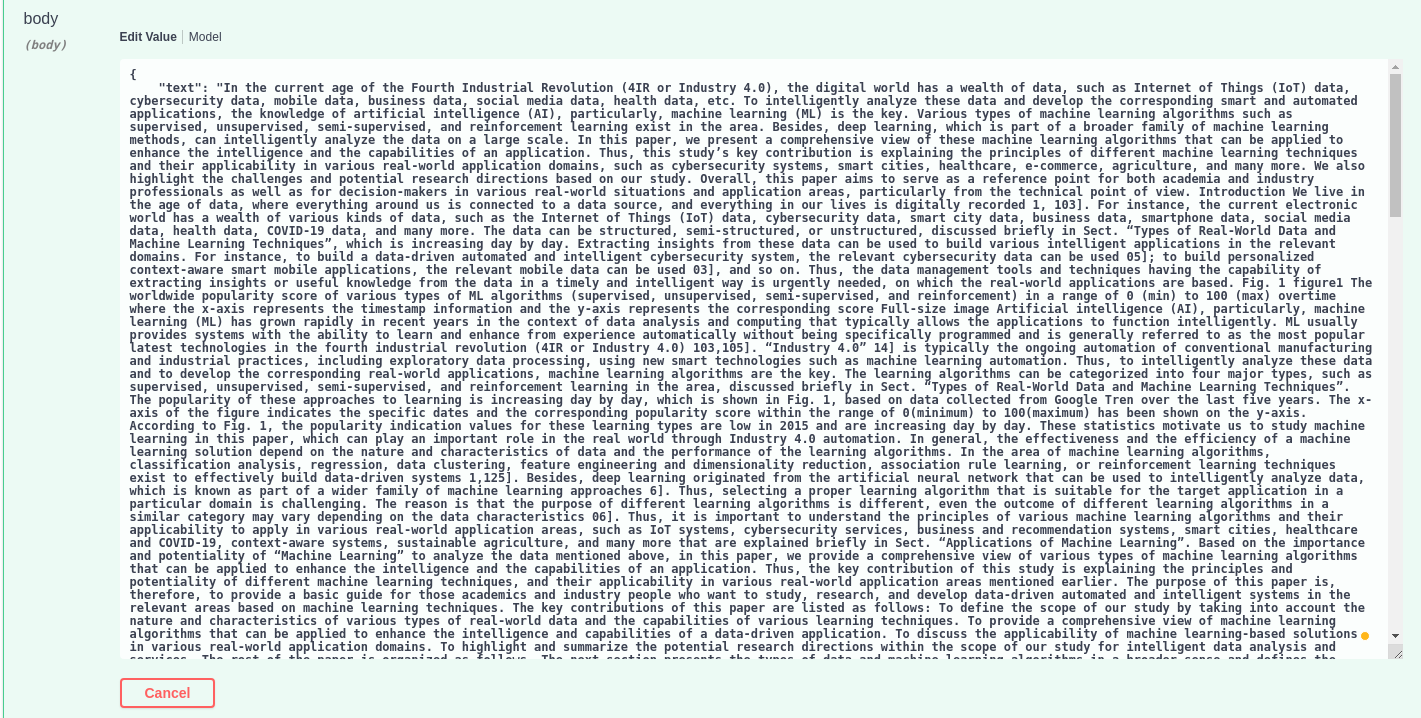 body
(body)
Edit Value
Model
{
"text": "In the current age of the Fourth Industrial Revolution (4IR or Industry 4.0), the digital world has a wealth of data, such as Internet of Things (IoT) data,
cybersecurity data, mobile data, business data, social media data, health data, etc. To intelligently analyze these data and develop the corresponding smart and automated
applications, the knowledge of artificial intelligence (AI), particularly, machine learning (ML) is the key. Various types of machine learning algorithms such as
supervised, unsupervised, semi-supervised, and reinforcement learning exist in the area. Besides, deep learning, which is part of a broader family of machine learning
methods, can intelligently analyze the data on a large scale. In this paper, we present a comprehensive view of these machine learning algorithms that can be applied to
enhance the intelligence and the capabilities of an application. Thus, this study’s key contribution is explaining the principles of different machine learning techniques
and their applicability in various real-world application domains, such as cybersecurity systems, smart cities, healthcare, e-commerce, agriculture, and many more. We also
highlight the challenges and potential research directions based on our study. Overall, this paper aims to serve as a reference point for both academia and industry
professionals as well as for decision-makers in various real-world situations and application areas, particularly from the technical point of view. Introduction We live in
the age of data, where everything around us is connected to a data source, and everything in our lives is digitally recorded 1, 103]. For instance, the current electronic
world has a wealth of various kinds of data, such as the Internet of Things (IoT) data, cybersecurity data, smart city data, business data, smartphone data, social media
data, health data, COVID-19 data, and many more. The data can be structured, semi-structured, or unstructured, discussed briefly in Sect. “Types of Real-World Data and
Machine Learning Techniques”, which is increasing day by day. Extracting insights from these data can be used to build various intelligent applications in the relevant
domains. For instance, to build a data-driven automated and intelligent cybersecurity system, the relevant cybersecurity data can be used 05]; to build personalized
context-aware smart mobile applications, the relevant mobile data can be used 03], and so on. Thus, the data management tools and techniques having the capability of
extracting insights or useful knowledge from the data in a timely and intelligent way is urgently needed, on which the real-world applications are based. Fig. 1 figure1 The
worldwide popularity score of various types of ML algorithms (supervised, unsupervised, semi-supervised, and reinforcement) in a range of 0 (min) to 100 (max) overtime
where the x-axis represents the timestamp information and the y-axis represents the corresponding score Full-size image Artificial intelligence (AI), particularly, machine
learning (ML) has grown rapidly in recent years in the context of data analysis and computing that typically allows the applications to function intelligently. ML usually
provides systems with the ability to learn and enhance from experience automatically without being specifically programmed and is generally referred to as the most popular
latest technologies in the fourth industrial revolution (4IR or Industry 4.0) 103,105]. “Industry 4.0” 14] is typically the ongoing automation of conventional manufacturing
and industrial practices, including exploratory data processing, using new smart technologies such as machine learning automation. Thus, to intelligently analyze these data
and to develop the corresponding real-world applications, machine learning algorithms are the key. The learning algorithms can be categorized into four major types, such as
supervised, unsupervised, semi-supervised, and reinforcement learning in the area, discussed briefly in Sect. “Types of Real-World Data and Machine Learning Techniques”.
The popularity of these approaches to learning is increasing day by day, which is shown in Fig. 1, based on data collected from Google Tren over the last five years. The x-
axis of the figure indicates the specific dates and the corresponding popularity score within the range of 0(minimum) to 100(maximum) has been shown on the y-axis.
According to Fig. 1, the popularity indication values for these learning types are low in 2015 and are increasing day by day. These statistics motivate us to study machine
learning in this paper, which can play an important role in the real world through Industry 4.0 automation. In general, the effectiveness and the efficiency of a machine
learning solution depend on the nature and characteristics of data and the performance of the learning algorithms. In the area of machine learning algorithms,
classification analysis, regression, data clustering, feature engineering and dimensionality reduction, association rule learning, or reinforcement learning techniques
exist to effectively build data-driven systems 1,125]. Besides, deep learning originated from the artificial neural network that can be used to intelligently analyze data,
which is known as part of a wider family of machine learning approaches 6]. Thus, selecting a proper learning algorithm that is suitable for the target application in a
particular domain is challenging. The reason is that the purpose of different learning algorithms is different, even the outcome of different learning algorithms in a
similar category may vary depending on the data characteristics 06]. Thus, it is important to understand the principles of various machine learning algorithms and their
applicability to apply in various real-world application areas, such as IoT systems, cybersecurity services, business and recommendation systems, smart cities, healthcare
and COVID-19, context-aware systems, sustainable agriculture, and many more that are explained briefly in Sect. “Applications of Machine Learning”. Based on the importance
and potentiality of “Machine Learning” to analyze the data mentioned above, in this paper, we provide a comprehensive view of various types of machine learning algorithms
that can be applied to enhance the intelligence and the capabilities of an application. Thus, the key contribution of this study is explaining the principles and
potentiality of different machine learning techniques, and their applicability in various real-world application areas mentioned earlier. The purpose of this paper is,
therefore, to provide a basic guide for those academics and industry people who want to study, research, and develop data-driven automated and intelligent systems in the
relevant areas based on machine learning techniques. The key contributions of this paper are listed as follows: To define the scope of our study by taking into account the
nature and characteristics of various types of real-world data and the capabilities of various learning techniques. To provide a comprehensive view of machine learning
algorithms that can be applied to enhance the intelligence and capabilities of a data-driven application. To discuss the applicability of machine learning-based solutions
in various real-world application domains. To highlight and summarize the potential research directions within the scope of our study for intelligent data analysis and
services. The rest of the paper is organized as follows. The next section presents the types of data and machine learning algorithms in a broader sense and defines the
Cancel